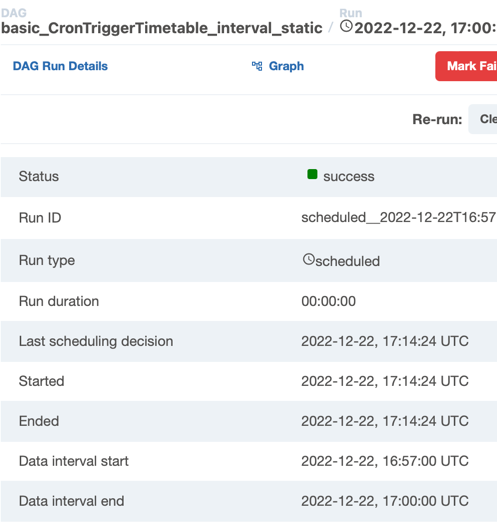 DAG
Run
basic_CronTriggerTimetable_interval_static / 2022-12-22, 17:00:
DAG Run Details
Graph
Mark Fai
Re-run:
Cle
Status
success
Run ID
scheduled__2022-12-22T16:57
Run type
scheduled
Run duration
00:00:00
Last scheduling decision
2022-12-22, 17:14:24 UTC
Started
2022-12-22, 17:14:24 UTC
Ended
2022-12-22, 17:14:24 UTC
Data interval start
2022-12-22, 16:57:00 UTC
Data interval end
2022-12-22, 17:00:00 UTC